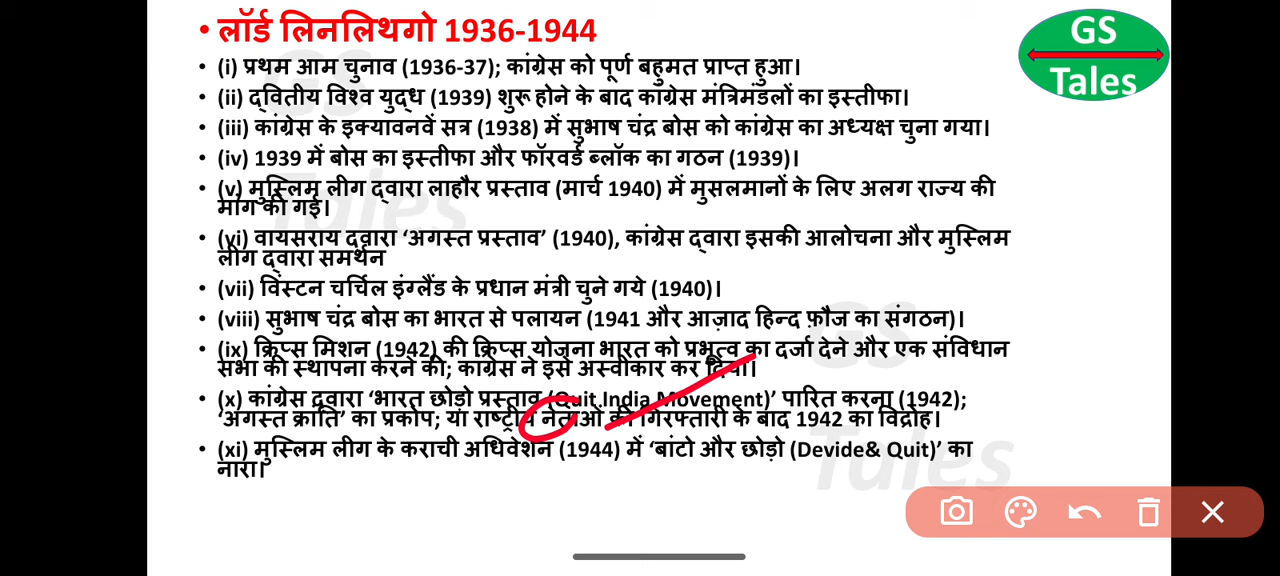 • लॉर्ड लिनलिथगो 1936-1944
GS
Tales
• (i) प्रथम आम चुनाव (1936-37); कांग्रेस को पूर्ण बहुमत प्राप्त हुआ।
• (ii) द्वितीय विश्व युद्ध (1939) शुरू होने के बाद कांग्रेस मंत्रिमंडलों का इस्तीफा।
• (iii) कांग्रेस के इक्यावनवें सत्र (1938) में सुभाष चंद्र बोस को कांग्रेस का अध्यक्ष चुना गया।
• (iv) 1939 में बोस का इस्तीफा और फॉरवर्ड ब्लॉक का गठन (1939)।
• (v) मुस्लिम लीग द्वारा लाहौर प्रस्ताव (मार्च 1940) में मुसलमानों के लिए अलग राज्य की
मांग की गई।
• (vi) वायसराय द्वारा ‘अगस्त प्रस्ताव’ (1940), कांग्रेस द्वारा इसकी आलोचना और मुस्लिम
लीग द्वारा समर्थन
• (vii) विंस्टन चर्चिल इंग्लैंड के प्रधान मंत्री चुने गये (1940)।
• (viii) सुभाष चंद्र बोस का भारत से पलायन (1941 और आज़ाद हिन्द फ़ौज का संगठन)।
• (ix) क्रिप्स मिशन (1942) की क्रिप्स योजना भारत को प्रभुत्व का दर्जा देने और एक संविधान
सभा की स्थापना करने की; कांग्रेस ने इसे अस्वीकार कर दिया।
• (x) कांग्रेस द्वारा ‘भारत छोड़ो प्रस्ताव (Quit India Movement)’ पारित करना (1942);
‘अगस्त क्रांति’ का प्रकोप; या राष्ट्रीय नेताओं की गिरफ्तारी के बाद 1942 का विद्रोह।
• (xi) मुस्लिम लीग के कराची अधिवेशन (1944) में ‘बांटो और छोड़ो (Devide& Quit)’ का
नारा।
GS
Tales
GS
Tales